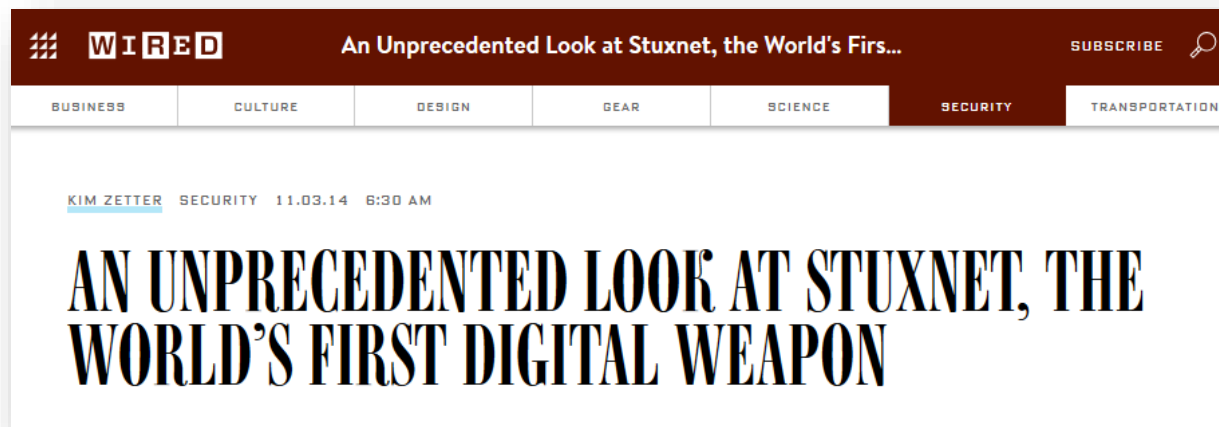 WIRED An Unprecedented Look at Stuxnet, the World's Firs... SUBSCRIBE
BUSINESS CULTURE DESIGN GEAR SCIENCE SECURITY TRANSPORTATION
KIM ZETTER SECURITY 11.03.14 6:30 AM
AN UNPRECEDENTED LOOK AT STUXNET, THE
WORLD’S FIRST DIGITAL WEAPON